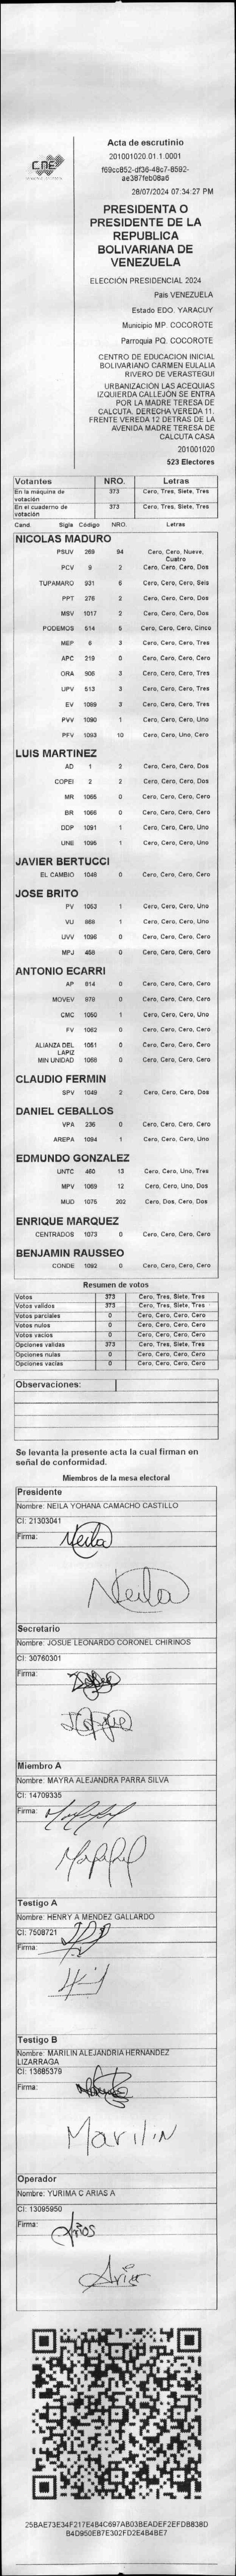 CNE
Acta de escrutinio
201001020.01.1.0001
f69cc852-df36-48c7-8592-
ae387feb08a6
28/07/2024 07:34:27 PM
PRESIDENTA O
PRESIDENTE DE LA
REPUBLICA
BOLIVARIANA DE
VENEZUELA
ELECCIÓN PRESIDENCIAL 2024
País VENEZUELA
Estado EDO. YARACUY
Municipio MP. COCOROTE
Parroquia PQ. COCOROTE
CENTRO DE EDUCACION INICIAL
BOLIVARIANO CARMEN EULALIA
RIVERO DE VERASTEGUI
URBANIZACIÓN LAS ACEQUIAS
IZQUIERDA CALLEJÓN SE ENTRA
POR LA MADRE TERESA DE
CALCUTA. DERECHA VEREDA 11.
FRENTE VEREDA 12 DETRAS DE LA
AVENIDA MADRE TERESA DE
CALCUTA CASA
201001020
523 Electores
Votantes NRO. Letras
En la máquina de votación 373 Cero, Tres, Siete, Tres
En el cuaderno de votación 373 Cero, Tres, Siete, Tres
Cand. Sigla Código NRO. Letras
NICOLAS MADURO
PSUV 269 94 Cero, Cero, Nueve, Cuatro
PCV 9 2 Cero, Cero, Cero, Dos
TUPAMARO 931 6 Cero, Cero, Cero, Seis
PPT 276 2 Cero, Cero, Cero, Dos
MSV 1017 2 Cero, Cero, Cero, Dos
PODEMOS 514 5 Cero, Cero, Cero, Cinco
MEP 6 3 Cero, Cero, Cero, Tres
APC 219 0 Cero, Cero, Cero, Cero
ORA 906 3 Cero, Cero, Cero, Tres
UPV 513 3 Cero, Cero, Cero, Tres
EV 1089 3 Cero, Cero, Cero, Tres
PVV 1090 1 Cero, Cero, Cero, Uno
PFV 1093 10 Cero, Cero, Uno, Cero
LUIS MARTINEZ
AD 1 2 Cero, Cero, Cero, Dos
COPEI 2 2 Cero, Cero, Cero, Dos
MR 1065 0 Cero, Cero, Cero, Cero
BR 1066 0 Cero, Cero, Cero, Cero
DDP 1091 1 Cero, Cero, Cero, Uno
UNE 1095 1 Cero, Cero, Cero, Uno
JAVIER BERTUCCI
EL CAMBIO 1046 0 Cero, Cero, Cero, Cero
JOSE BRITO
PV 1053 1 Cero, Cero, Cero, Uno
VU 868 1 Cero, Cero, Cero, Uno
UVV 1096 0 Cero, Cero, Cero, Cero
MPJ 458 0 Cero, Cero, Cero, Cero
ANTONIO ECARRI
AP 814 0 Cero, Cero, Cero, Cero
MOVEV 979 0 Cero, Cero, Cero, Cero
CMC 1050 1 Cero, Cero, Cero, Uno
FV 1062 0 Cero, Cero, Cero, Cero
ALIANZA DEL LAPIZ 1051 0 Cero, Cero, Cero, Cero
MIN UNIDAD 1058 0 Cero, Cero, Cero, Cero
CLAUDIO FERMIN
SPV 1049 2 Cero, Cero, Cero, Dos
DANIEL CEBALLOS
VPA 236 0 Cero, Cero, Cero, Cero
AREPA 1094 1 Cero, Cero, Cero, Uno
EDMUNDO GONZALEZ
UNTC 460 13 Cero, Cero, Uno, Tres
MPV 1069 12 Cero, Cero, Uno, Dos
MUD 1075 202 Cero, Dos, Cero, Dos
ENRIQUE MARQUEZ
CENTRADOS 1073 0 Cero, Cero, Cero, Cero
BENJAMIN RAUSSEO
CONDE 1092 0 Cero, Cero, Cero, Cero
Resumen de votos
Votos 373 Cero, Tres, Siete, Tres
Votos validos 373 Cero, Tres, Siete, Tres
Votos parciales 0 Cero, Cero, Cero, Cero
Votos nulos 0 Cero, Cero, Cero, Cero
Votos vacíos 0 Cero, Cero, Cero, Cero
Opciones validas 373 Cero, Tres, Siete, Tres
Opciones nulas 0 Cero, Cero, Cero, Cero
Opciones vacías 0 Cero, Cero, Cero, Cero
Observaciones:
Se levanta la presente acta la cual firman en
señal de conformidad.
Miembros de la mesa electoral
Presidente
Nombre: NEILA YOHANA CAMACHO CASTILLO
CI: 21303041
Firma: Neila
Neila
Secretario
Nombre: JOSUE LEONARDO CORONEL CHIRINOS
CI: 30760301
Firma:
Miembro A
Nombre: MAYRA ALEJANDRA PARRA SILVA
CI: 14709335
Firma:
Testigo A
Nombre: HENRY A MENDEZ GALLARDO
CI: 7508721
Firma:
Testigo B
Nombre: MARILIN ALEJANDRIA HERNANDEZ
LIZARRAGA
CI: 13685379
Firma:
Marilin
Operador
Nombre: YURIMA C ARIAS A
CI: 13095950
Firma: Arias
25BAE73E34F217E4B4C697AB03BEADEF2EFDB838D
B4D950EB7E302FD2E4B4BE7